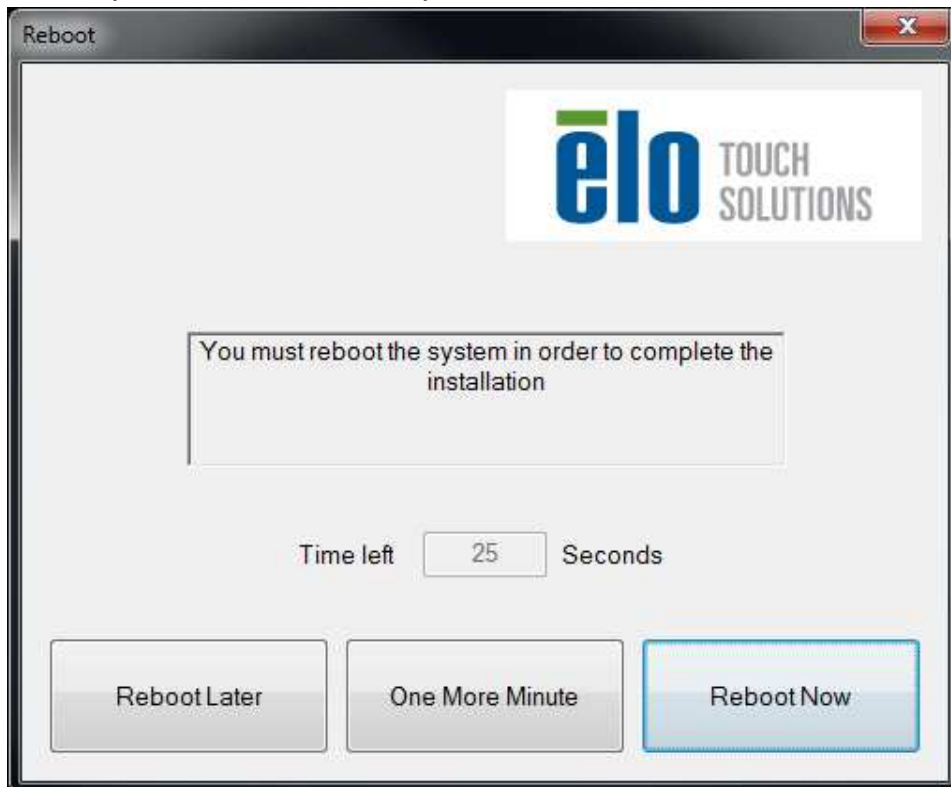 Reboot
x
ēlo
TOUCH
SOLUTIONS
You must reboot the system in order to complete the
installation
Time left 25 Seconds
Reboot Later One More Minute Reboot Now